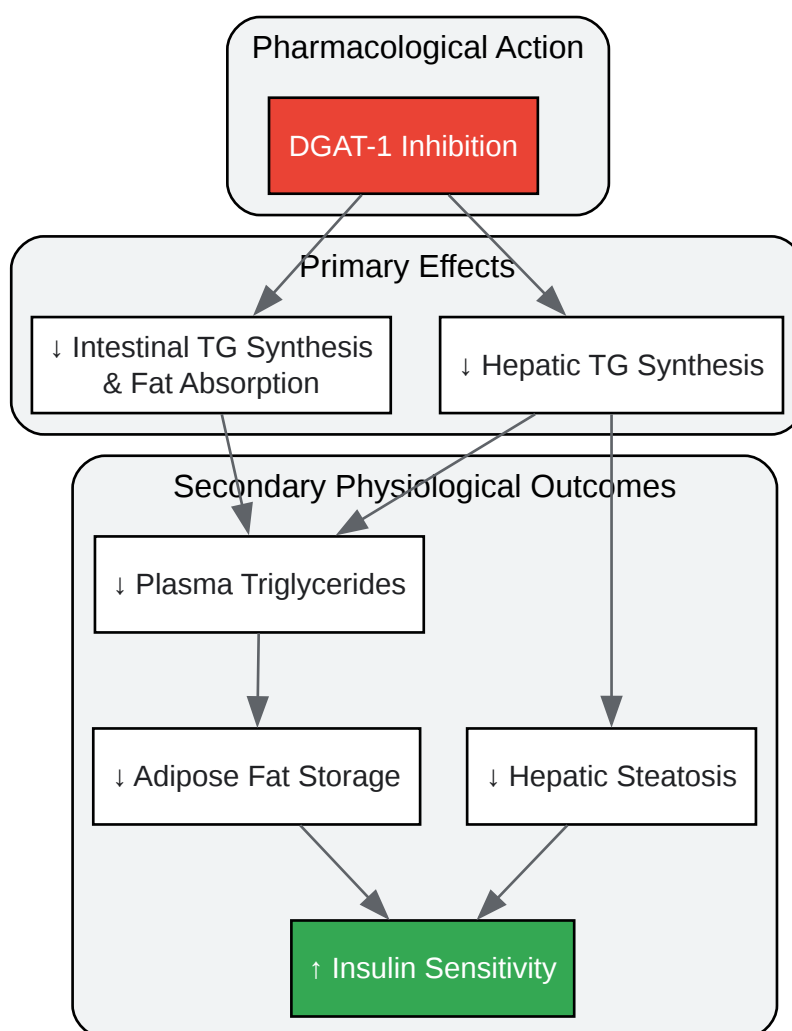 Pharmacological Action
DGAT-1 Inhibition
Primary Effects
↓ Intestinal TG Synthesis
& Fat Absorption
↓ Hepatic TG Synthesis
Secondary Physiological Outcomes
↓ Plasma Triglycerides
↓ Adipose Fat Storage
↓ Hepatic Steatosis
↑ Insulin Sensitivity